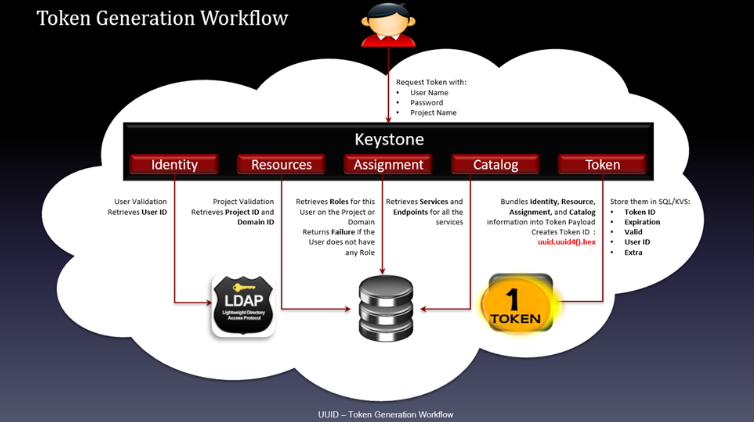 Token Generation Workflow
Request Token with:
• User Name
• Password
• Project Name
Keystone
Identity
Resources
Assignment
Catalog
Token
User Validation
Retrieves User ID
Project Validation
Retrieves Project ID and
Domain ID
Retrieves Roles for this
User on the Project or
Domain
Returns Failure if the
User does not have
any Role
Retrieves Services and
Endpoints for all the
services
Bundles Identity, Resource,
Assignment, and Catalog
information into Token Payload
Creates Token ID :
uuid.uuid4().hex
Store them in SQL/KVS:
• Token ID
• Expiration
• Valid
• User ID
• Extra
LDAP
Lightweight Directory
Access Protocol
1
TOKEN
UUID – Token Generation Workflow